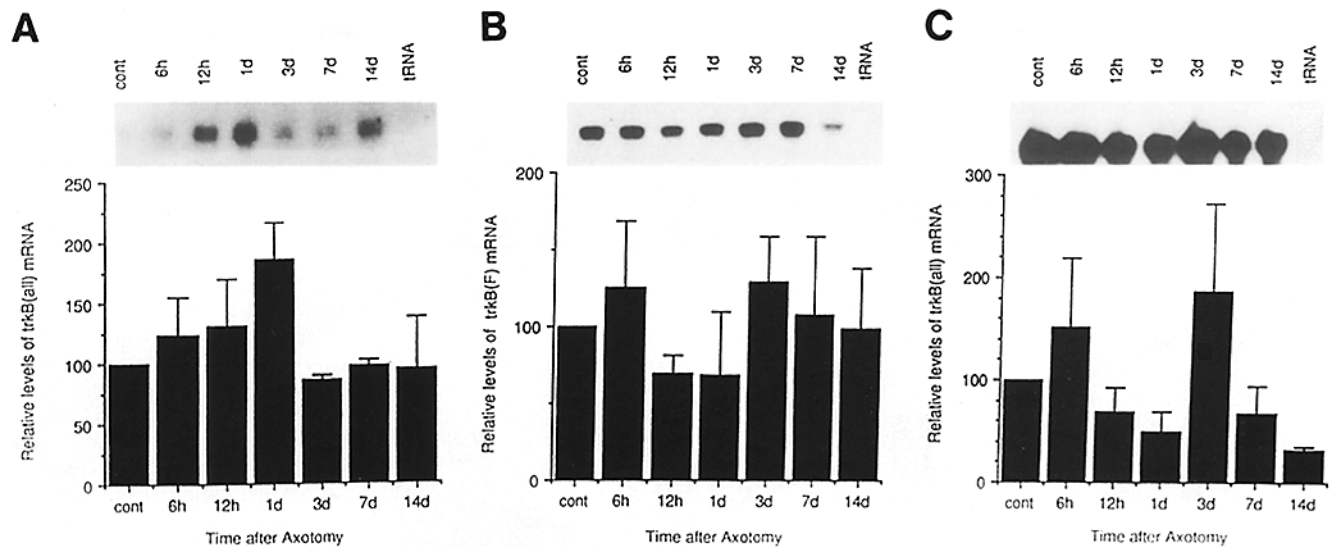 A B C
cont 6h 12h 1d 3d 7d 14d tRNA
cont 6h 12h 1d 3d 7d 14d tRNA
cont 6h 12h 1d 3d 7d 14d tRNA
Relative levels of trkB(all) mRNA
250
200
150
100
50
0
cont 6h 12h 1d 3d 7d 14d
Time after Axotomy
Relative levels of trkB(F) mRNA
200
100
0
cont 6h 12h 1d 3d 7d 14d
Time after Axotomy
Relative levels of trkB(all) mRNA
300
200
100
0
cont 6h 12h 1d 3d 7d 14d
Time after Axotomy